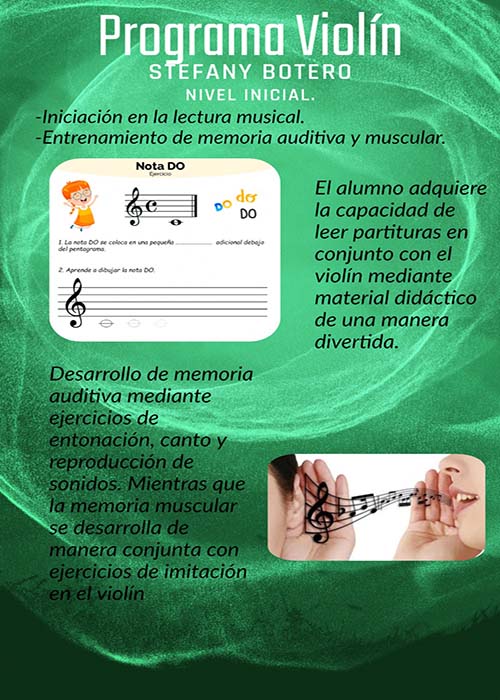 Programa Violín
STEFANY BOTERO
NIVEL INICIAL.
-Iniciación en la lectura musical.
-Entrenamiento de memoria auditiva y muscular.
Nota DO
Ejercicio
DO do DO
1. La nota DO se coloca en una pequeña ____________ adicional debajo
del pentagrama.
2. Aprende a dibujar la nota DO.
El alumno adquiere
la capacidad de
leer partituras en
conjunto con el
violín mediante
material didáctico
de una manera
divertida.
Desarrollo de memoria
auditiva mediante
ejercicios de
entonación, canto y
reproducción de
sonidos. Mientras que
la memoria muscular
se desarrolla de
manera conjunta con
ejercicios de imitación
en el violín